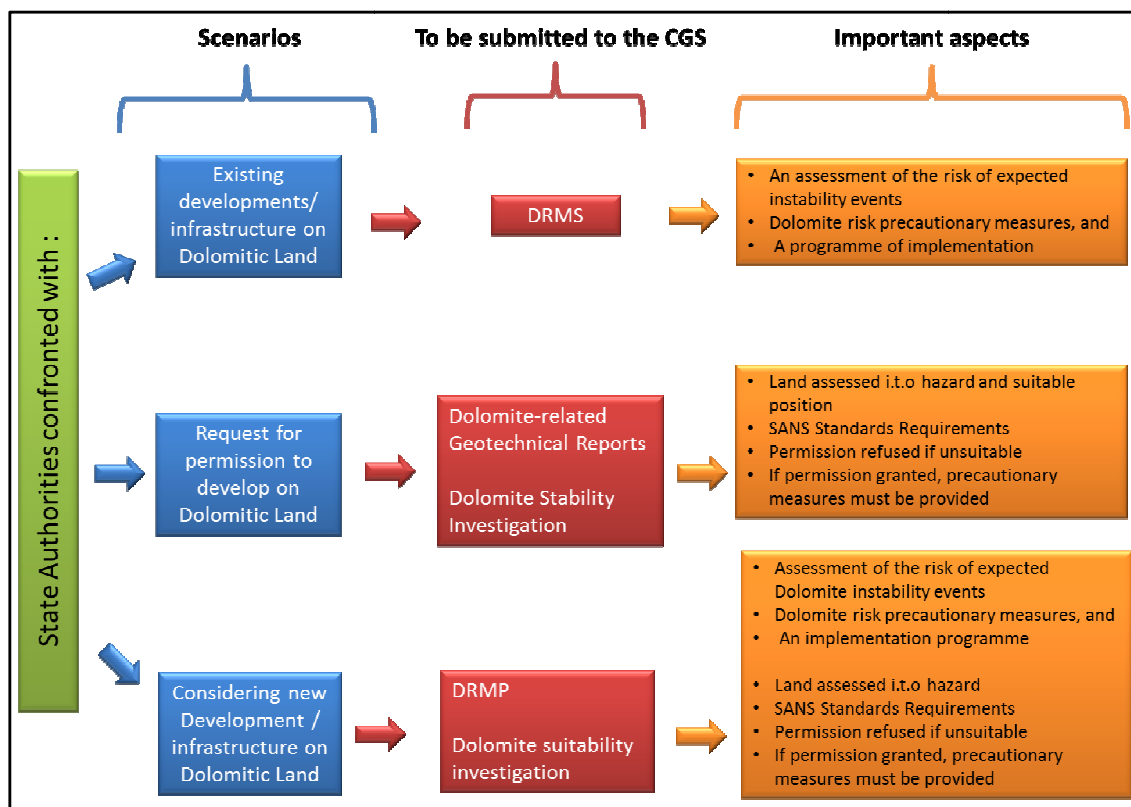 Scenarios
To be submitted to the CGS
Important aspects
State Authorities confronted with :
Existing
developments/
infrastructure on
Dolomitic Land
DRMS
• An assessment of the risk of expected
instability events
• Dolomite risk precautionary measures, and
• A programme of implementation
Request for
permission to
develop on
Dolomitic Land
Dolomite-related
Geotechnical Reports
Dolomite Stability
Investigation
• Land assessed i.t.o hazard and suitable
position
• SANS Standards Requirements
• Permission refused if unsuitable
• If permission granted, precautionary
measures must be provided
Considering new
Development /
infrastructure on
Dolomitic Land
DRMP
Dolomite suitability
investigation
• Assessment of the risk of expected
Dolomite instability events
• Dolomite risk precautionary measures, and
• An implementation programme
• Land assessed i.t.o hazard
• SANS Standards Requirements
• Permission refused if unsuitable
• If permission granted, precautionary
measures must be provided